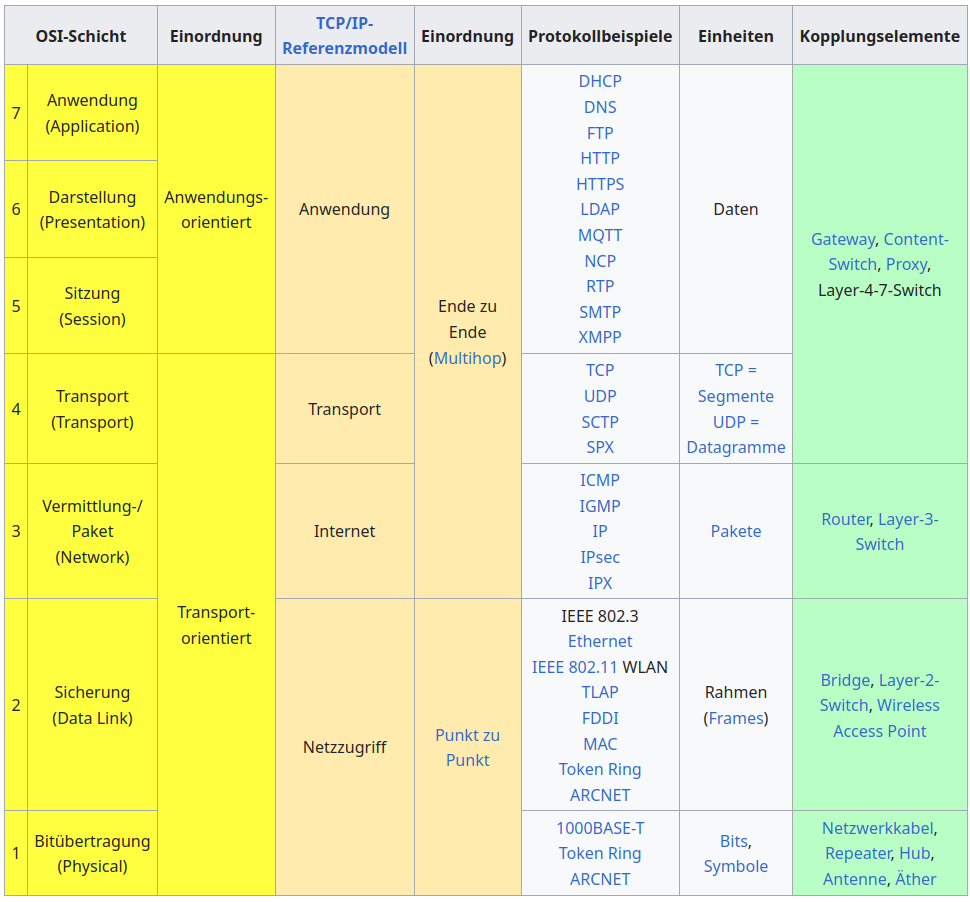 OSI-Schicht
Einordnung
TCP/IP-
Referenzmodell
Einordnung
Protokollbeispiele
Einheiten
Kopplungselemente
7
Anwendung
(Application)
Anwendungs-
orientiert
Anwendung
Ende zu
Ende
(Multihop)
DHCP
DNS
FTP
HTTP
HTTPS
LDAP
MQTT
NCP
RTP
SMTP
XMPP
Daten
Gateway, Content-
Switch, Proxy,
Layer-4-7-Switch
6
Darstellung
(Presentation)
5
Sitzung
(Session)
4
Transport
(Transport)
Transport-
orientiert
Transport
TCP
UDP
SCTP
SPX
TCP =
Segmente
UDP =
Datagramme
3
Vermittlung-/
Paket
(Network)
Internet
ICMP
IGMP
IP
IPsec
IPX
Pakete
Router, Layer-3-
Switch
2
Sicherung
(Data Link)
Netzzugriff
Punkt zu
Punkt
IEEE 802.3
Ethernet
IEEE 802.11 WLAN
TLAP
FDDI
MAC
Token Ring
ARCNET
Rahmen
(Frames)
Bridge, Layer-2-
Switch, Wireless
Access Point
1
Bitübertragung
(Physical)
1000BASE-T
Token Ring
ARCNET
Bits,
Symbole
Netzwerkkabel,
Repeater, Hub,
Antenne, Äther